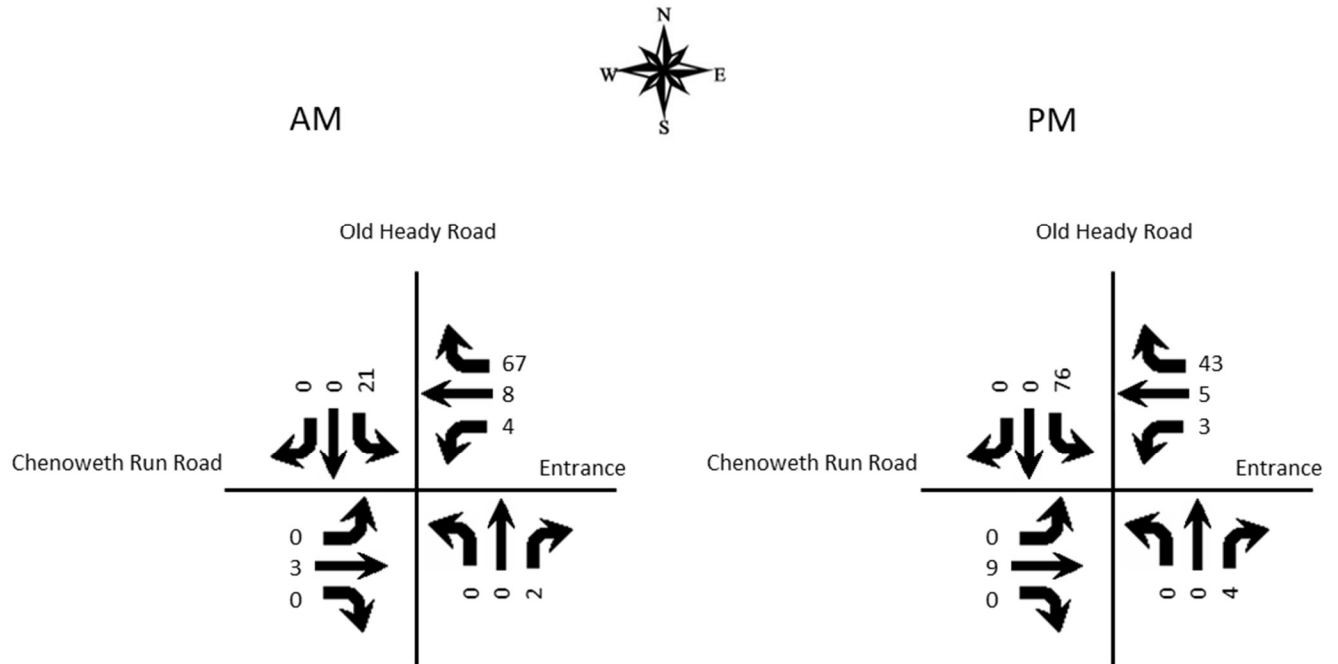 N
W E
S
AM
PM
Old Heady Road
Old Heady Road
0 0 21
67
8
4
0 0 76
43
5
3
Chenoweth Run Road
Entrance
Chenoweth Run Road
Entrance
0
3
0
0 0 2
0
9
0
0 0 4